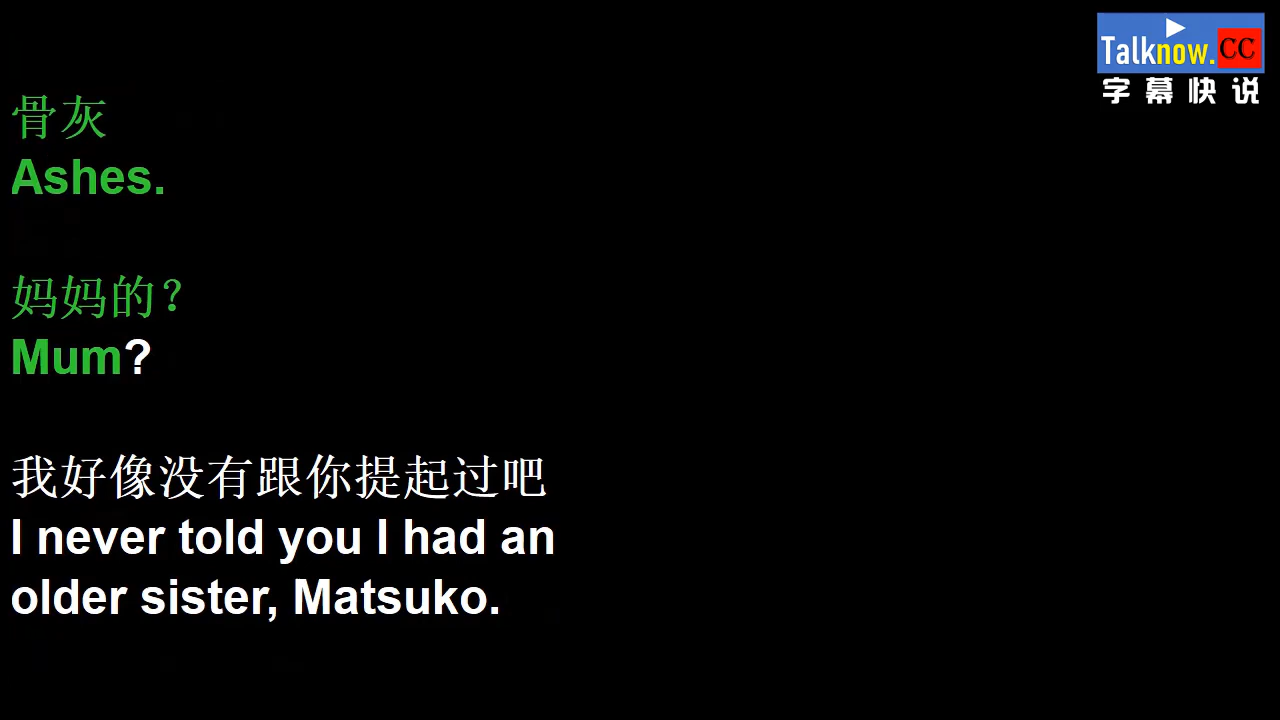 Talknow.CC
字幕快说
骨灰
Ashes.
妈妈的？
Mum?
我好像没有跟你提起过吧
I never told you I had an
older sister, Matsuko.